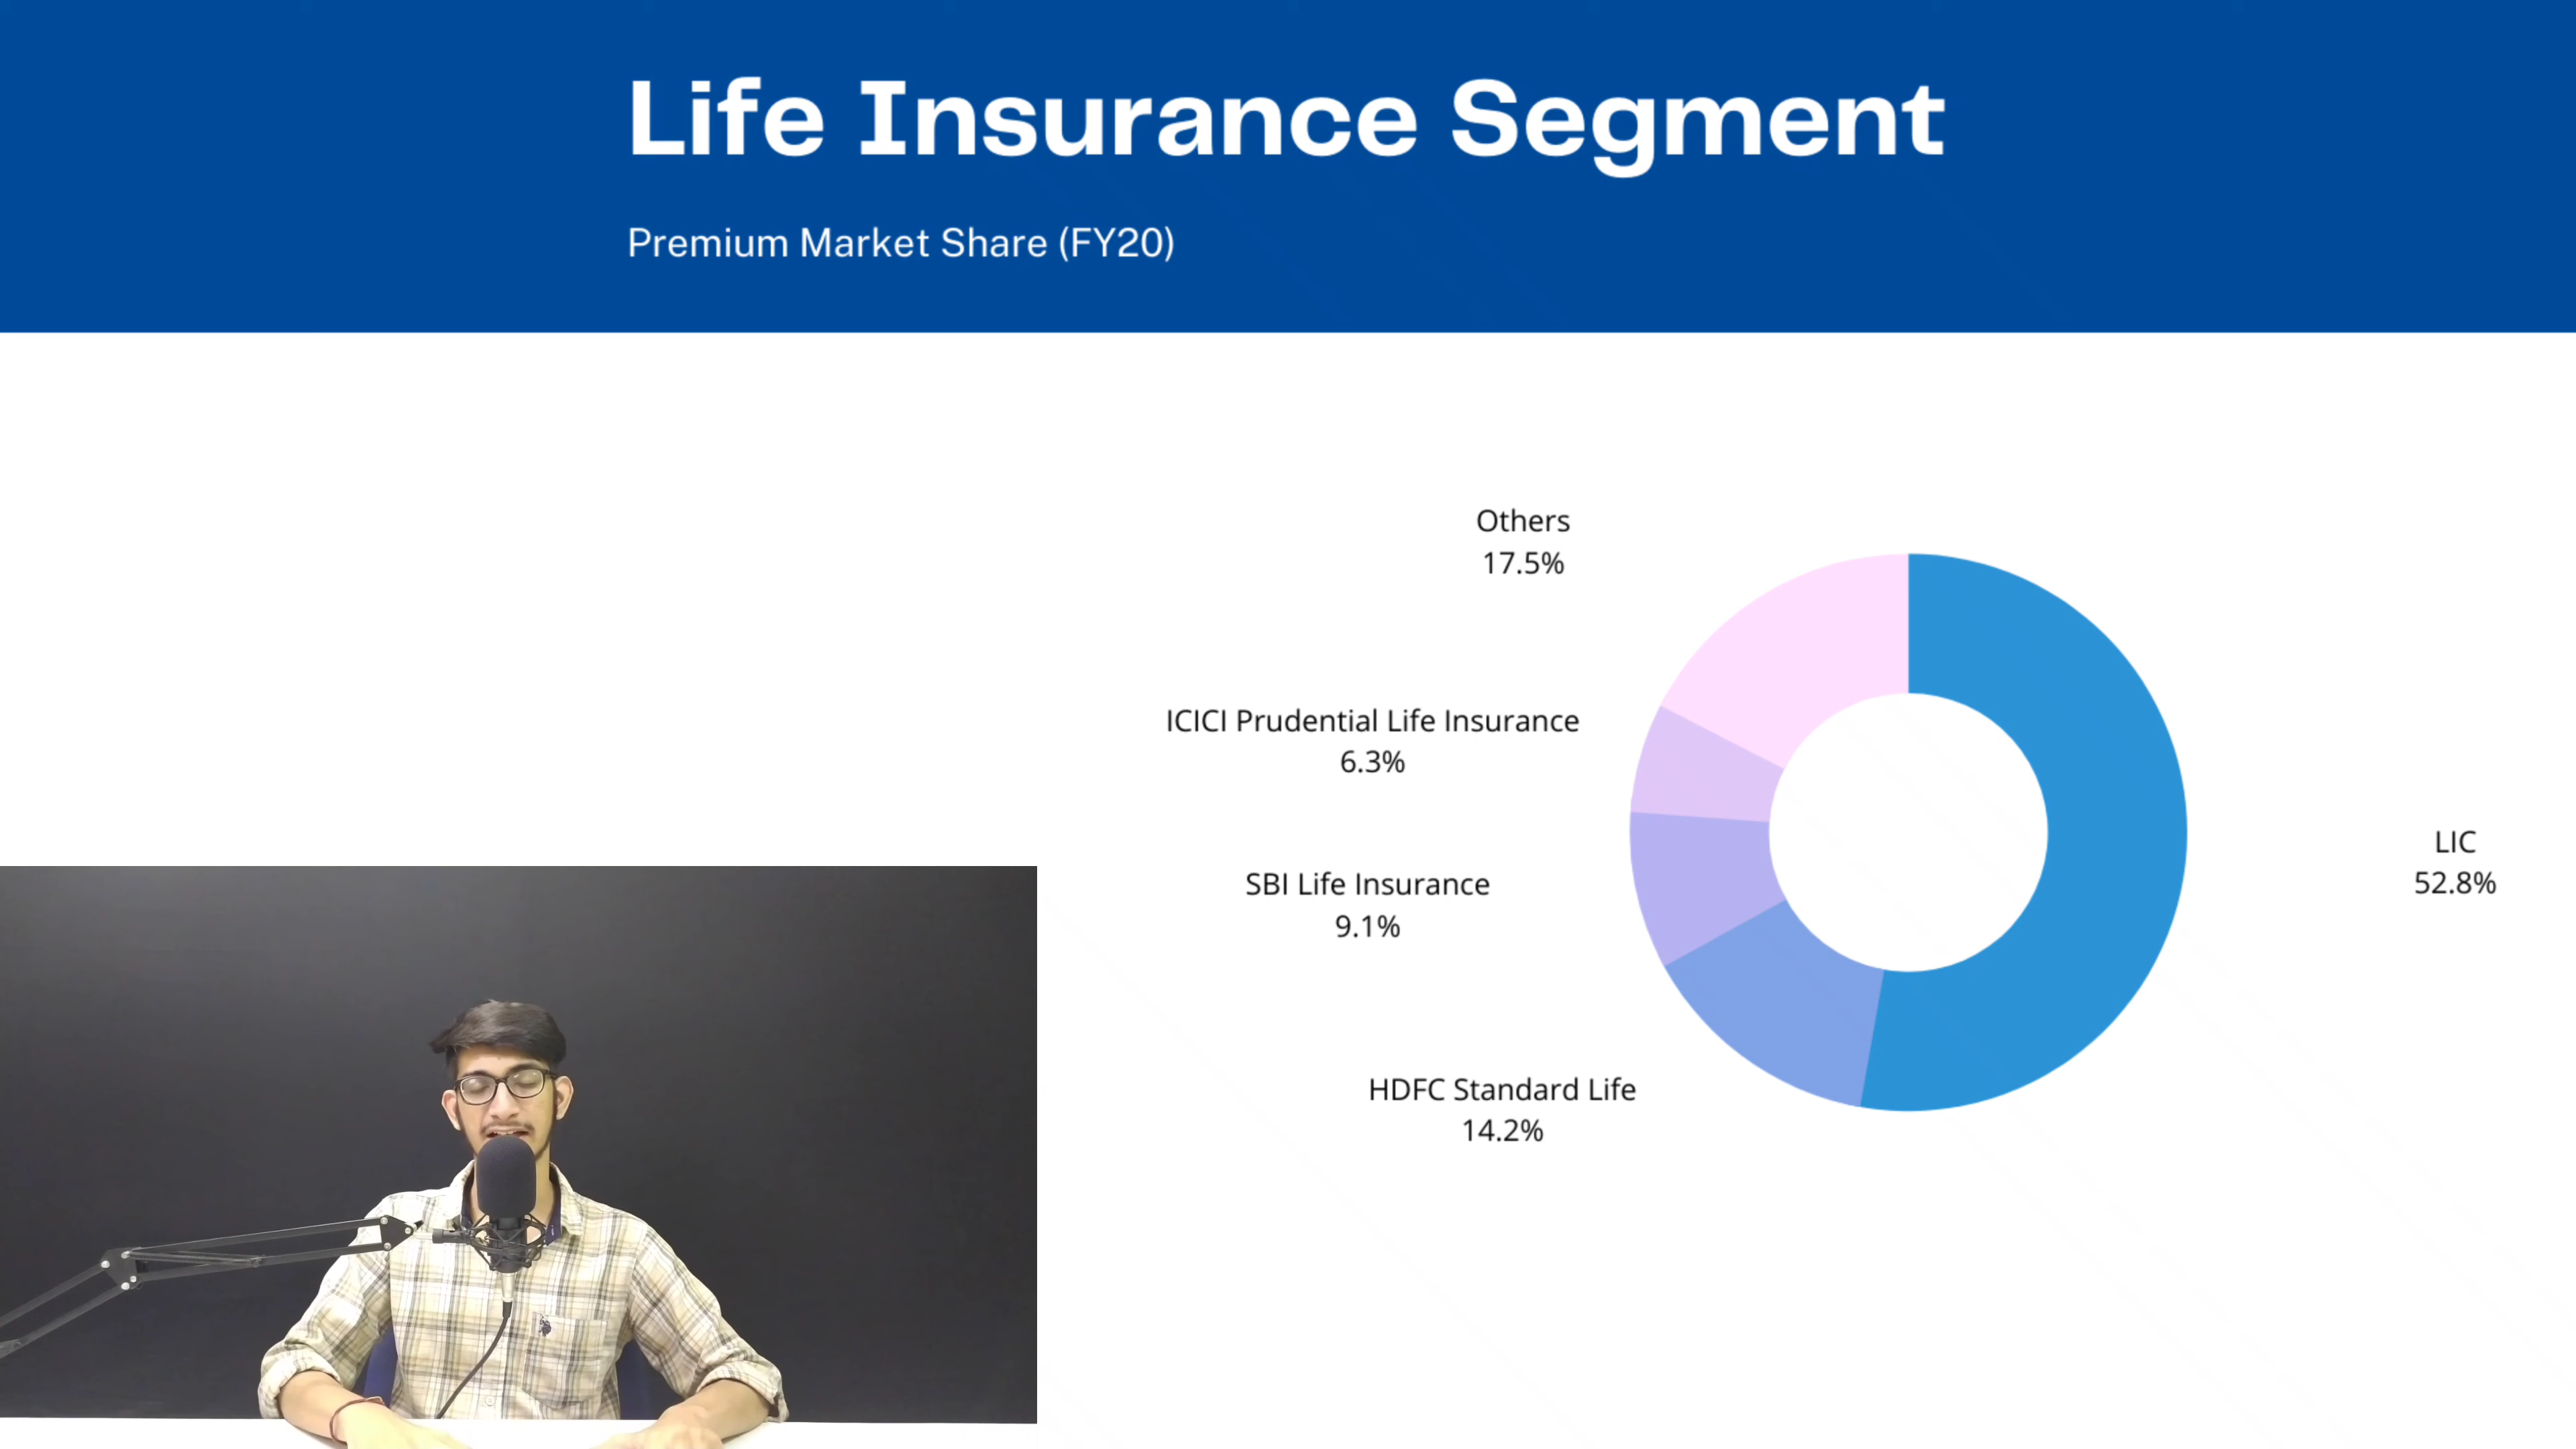 Life Insurance Segment
Premium Market Share (FY20)
Others
17.5%
ICICI Prudential Life Insurance
6.3%
SBI Life Insurance
9.1%
HDFC Standard Life
14.2%
LIC
52.8%